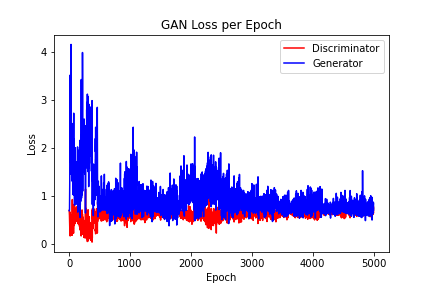 GAN Loss per Epoch
Discriminator
Generator
4
3
2
1
0
Loss
0
1000
2000
3000
4000
5000
Epoch